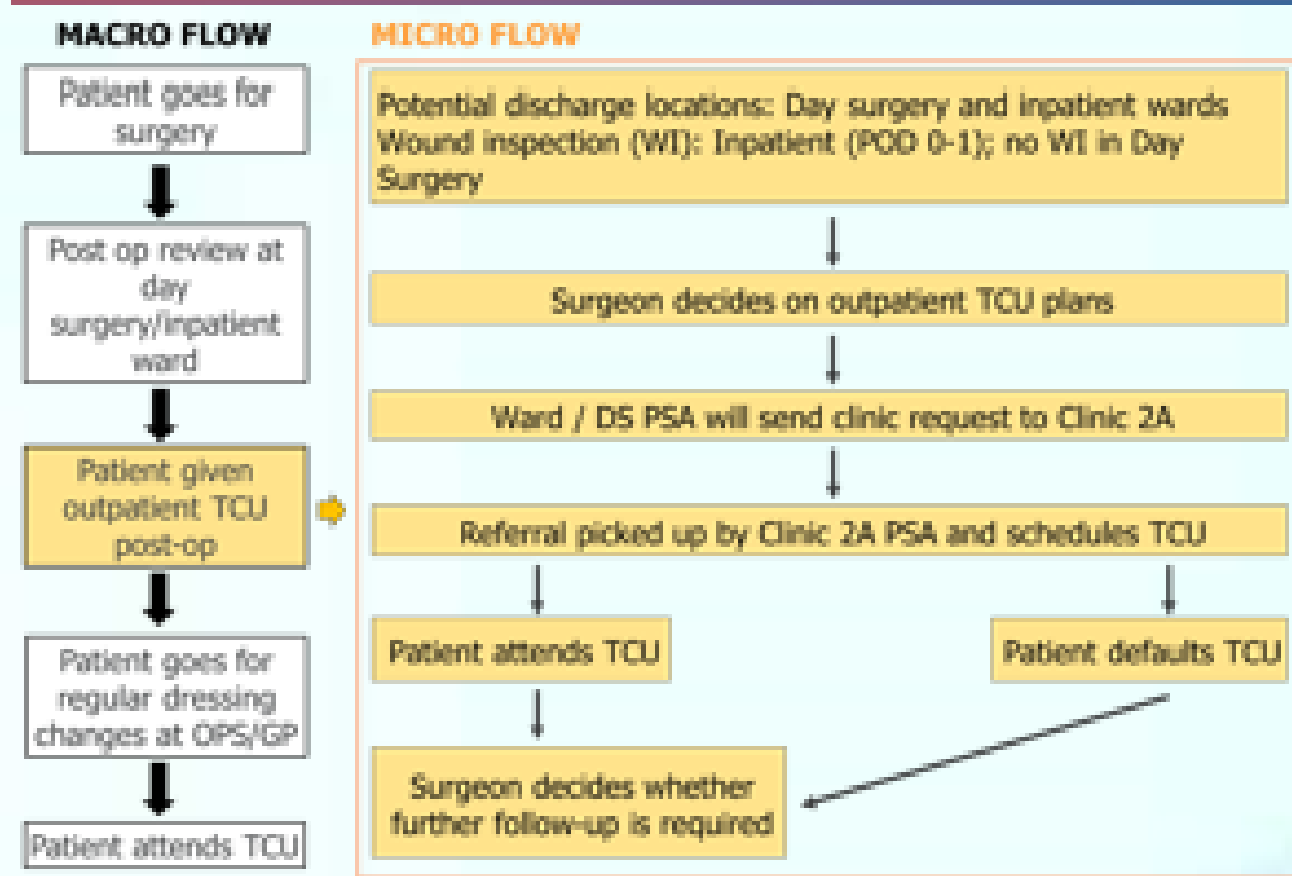 MACRO FLOW
Patient goes for
surgery
Post op review at
day
surgery/inpatient
ward
Patient given
outpatient TCU
post-op
Patient goes for
regular dressing
changes at OPS/GP
Patient attends TCU
MICRO FLOW
Potential discharge locations: Day surgery and inpatient wards
Wound inspection (WI): Inpatient (POD 0-1); no WI in Day
Surgery
Surgeon decides on outpatient TCU plans
Ward / DS PSA will send clinic request to Clinic 2A
Referral picked up by Clinic 2A PSA and schedules TCU
Patient attends TCU
Patient defaults TCU
Surgeon decides whether
further follow-up is required